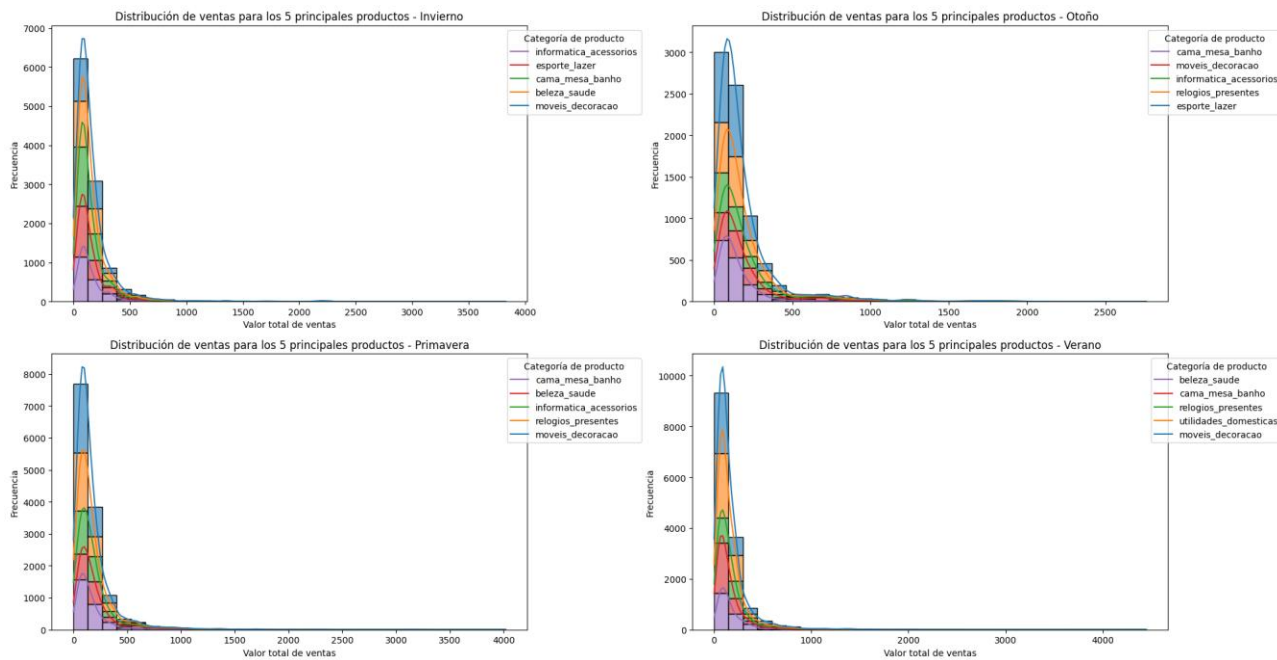 Distribución de ventas para los 5 principales productos - Invierno
Categoría de producto
informatica_acessorios
esporte_lazer
cama_mesa_banho
beleza_saude
moveis_decoracao
Frecuencia
7000
6000
5000
4000
3000
2000
1000
0
0 500 1000 1500 2000 2500 3000 3500 4000
Valor total de ventas
Distribución de ventas para los 5 principales productos - Otoño
Categoría de producto
cama_mesa_banho
moveis_decoracao
informatica_acessorios
relogios_presentes
esporte_lazer
Frecuencia
3000
2500
2000
1500
1000
500
0
0 500 1000 1500 2000 2500
Valor total de ventas
Distribución de ventas para los 5 principales productos - Primavera
Categoría de producto
cama_mesa_banho
beleza_saude
informatica_acessorios
relogios_presentes
moveis_decoracao
Frecuencia
8000
7000
6000
5000
4000
3000
2000
1000
0
0 500 1000 1500 2000 2500 3000 3500 4000
Valor total de ventas
Distribución de ventas para los 5 principales productos - Verano
Categoría de producto
beleza_saude
cama_mesa_banho
relogios_presentes
utilidades_domesticas
moveis_decoracao
Frecuencia
10000
8000
6000
4000
2000
0
0 1000 2000 3000 4000
Valor total de ventas